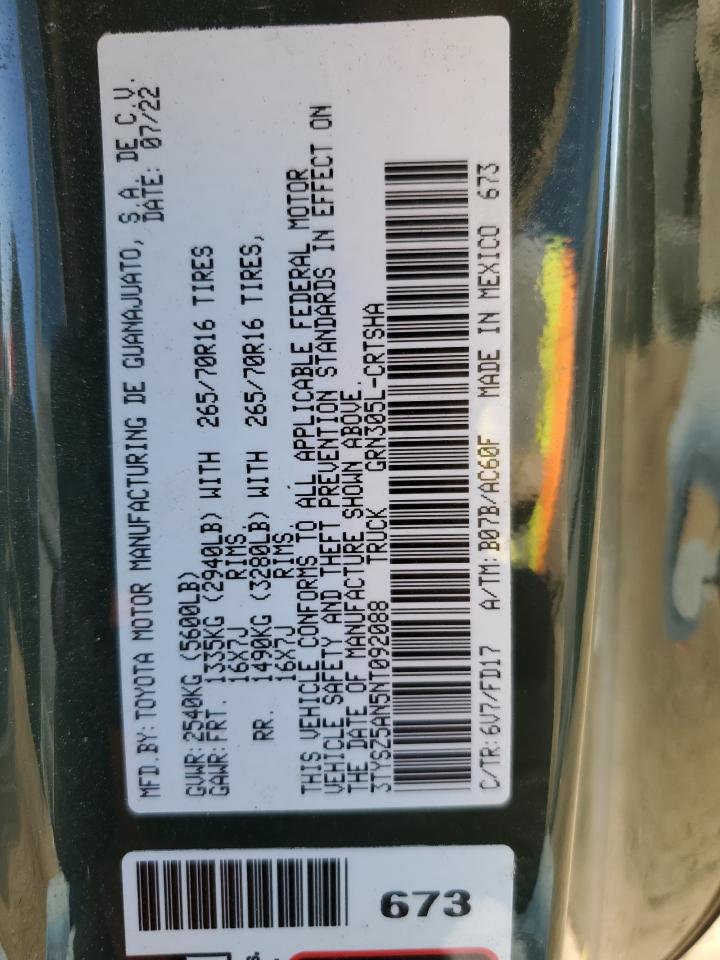 MFD.BY: TOYOTA MOTOR MANUFACTURING DE GUANAJUATO, S.A. DE C.V.
DATE: 07/22
GVWR: 2540KG (5600LB)
GAWR: FRT. 1335KG (2940LB) WITH 265/70R16 TIRES
16X7J RIMS.
RR. 1490KG (3280LB) WITH 265/70R16 TIRES,
16X7J RIMS.
THIS VEHICLE CONFORMS TO ALL APPLICABLE FEDERAL MOTOR
VEHICLE SAFETY AND THEFT PREVENTION STANDARDS IN EFFECT ON
THE DATE OF MANUFACTURE SHOWN ABOVE.
3TYSZ5AN5NT092088 TRUCK GRN305L-CRTSHA
C/TR: 6V7/FD17 A/TM: B07B/AC60F MADE IN MEXICO 673
673
s.